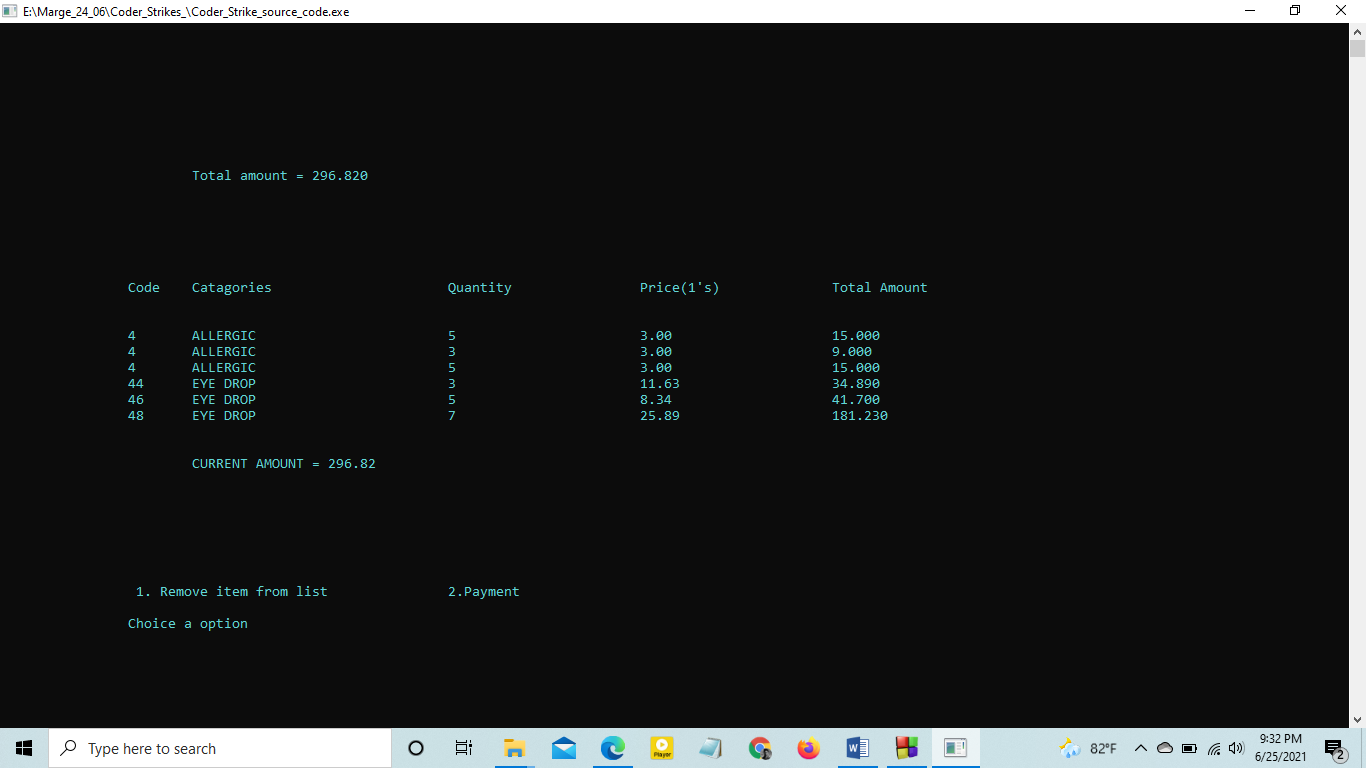 E:\Marge_24_06\Coder_Strikes_\Coder_Strike_source_code.exe
Total amount = 296.820
Code Catagories Quantity Price(1's) Total Amount
4 ALLERGIC 5 3.00 15.000
4 ALLERGIC 3 3.00 9.000
4 ALLERGIC 5 3.00 15.000
44 EYE DROP 3 11.63 34.890
46 EYE DROP 5 8.34 41.700
48 EYE DROP 7 25.89 181.230
CURRENT AMOUNT = 296.82
1. Remove item from list 2.Payment
Choice a option
Type here to search
Player
82°F
9:32 PM
6/25/2021
2